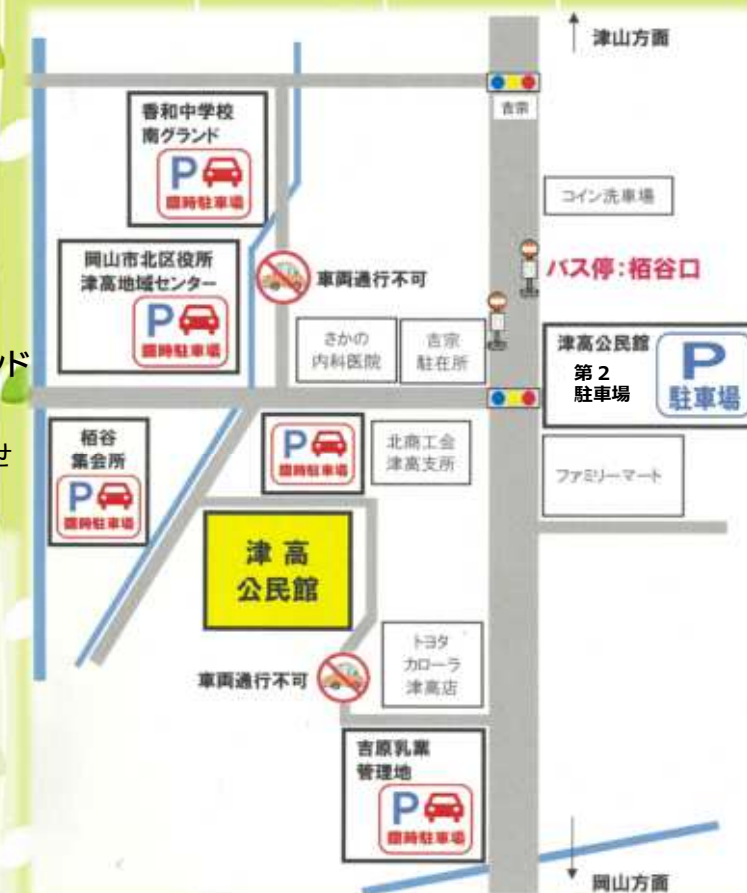 津山方面
吉宗
香和中学校
南グランド
P
臨時駐車場
コイン洗車場
岡山市北区役所
津高地域センター
P
臨時駐車場
車両通行不可
バス停:栢谷口
さかの
内科医院
吉宗
駐在所
津高公民館
第2
駐車場
P
駐車場
ンド
せ
栢谷
集会所
P
臨時駐車場
P
臨時駐車場
北商工会
津高支所
ファミリーマート
津高
公民館
車両通行不可
トヨタ
カローラ
津高店
吉原乳業
管理地
P
臨時駐車場
岡山方面